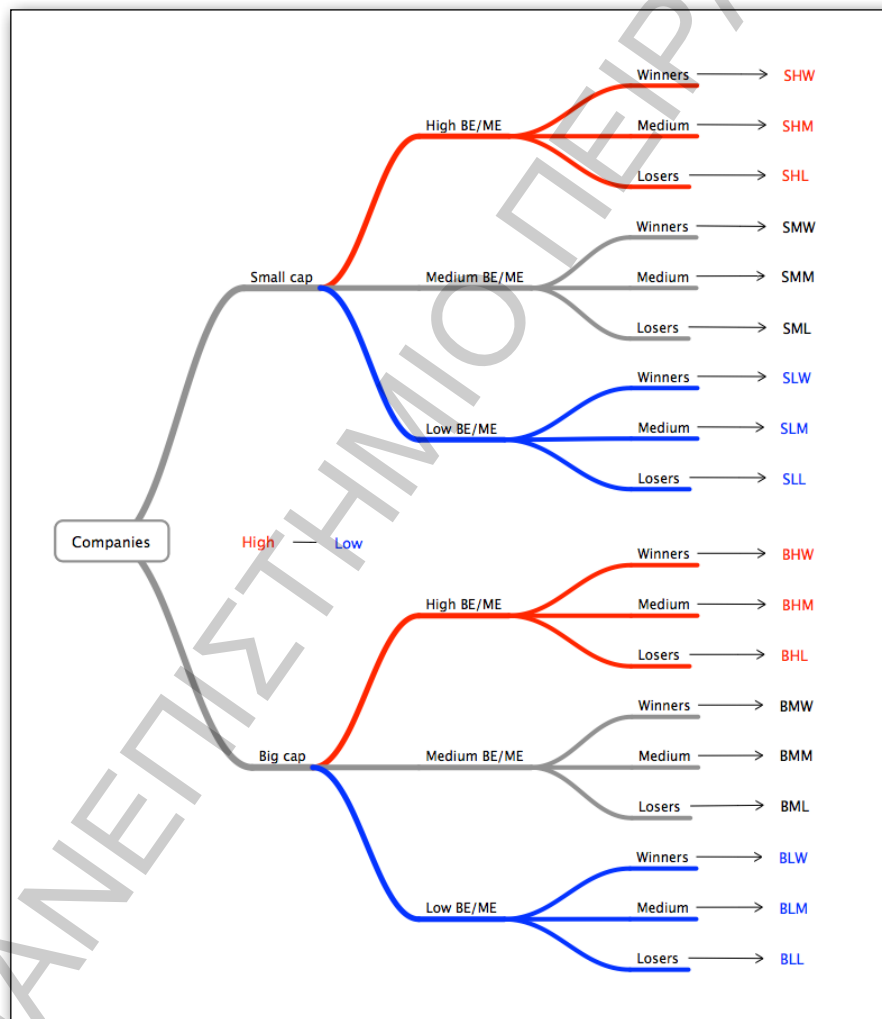 Winners SHW
High BE/ME Medium SHM
Losers SHL
Winners SMW
Small cap Medium BE/ME Medium SMM
Losers SML
Winners SLW
Low BE/ME Medium SLM
Losers SLL
Companies High Low
Winners BHW
High BE/ME Medium BHM
Losers BHL
Winners BMW
Big cap Medium BE/ME Medium BMM
Losers BML
Winners BLW
Low BE/ME Medium BLM
Losers BLL
ΠΑΝΕΠΙΣΤΗΜΙΟ